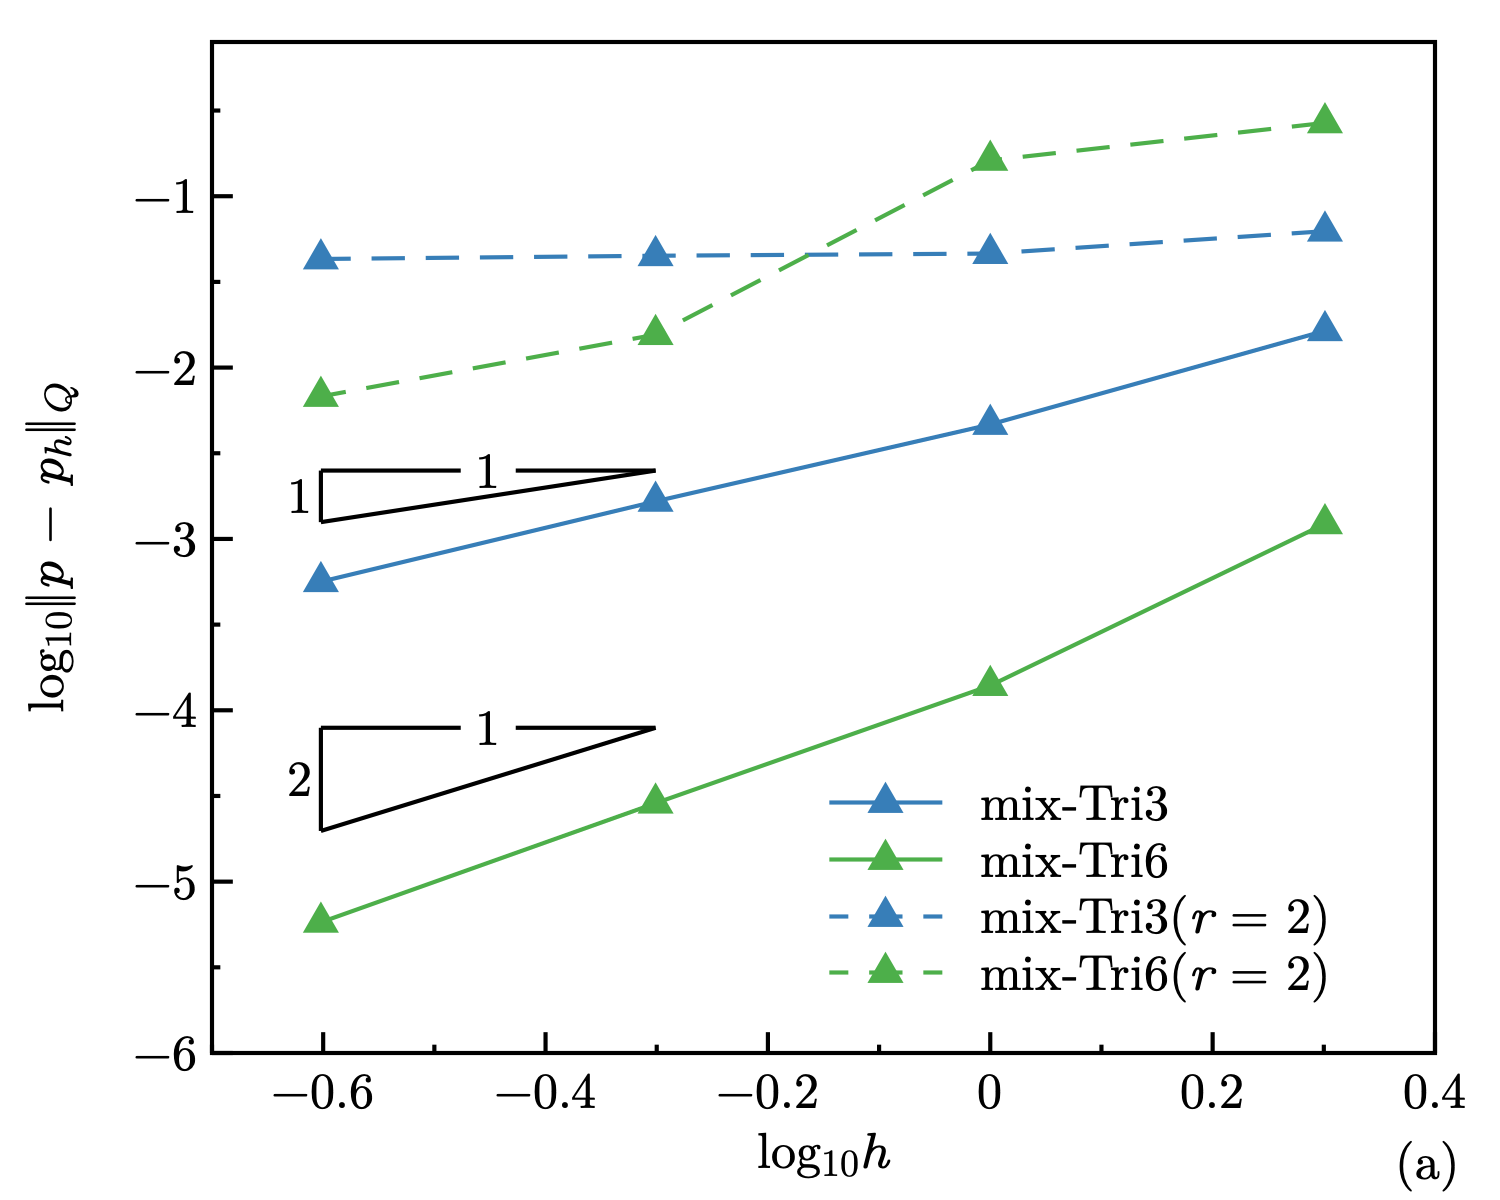 log₁₀‖p − pₕ‖Q
−1
−2
−3
−4
−5
−6
1
1
1
2
mix-Tri3
mix-Tri6
mix-Tri3(r = 2)
mix-Tri6(r = 2)
−0.6 −0.4 −0.2 0 0.2 0.4
log₁₀h
(a)